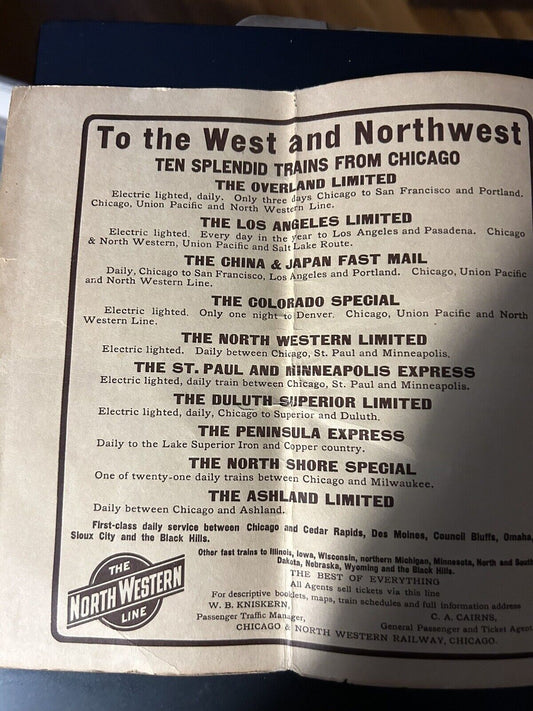 To the West and Northwest
TEN SPLENDID TRAINS FROM CHICAGO
THE OVERLAND LIMITED
Electric lighted, daily. Only three days Chicago to San Francisco and Portland.
Chicago, Union Pacific and North Western Line.
THE LOS ANGELES LIMITED
Electric lighted. Every day in the year to Los Angeles and Pasadena. Chicago
& North Western, Union Pacific and Salt Lake Route.
THE CHINA & JAPAN FAST MAIL
Daily, Chicago to San Francisco, Los Angeles and Portland. Chicago, Union Pacific
and North Western Line.
THE COLORADO SPECIAL
Electric lighted. Only one night to Denver. Chicago, Union Pacific and North
Western Line.
THE NORTH WESTERN LIMITED
Electric lighted. Daily between Chicago, St. Paul and Minneapolis.
THE ST. PAUL AND MINNEAPOLIS EXPRESS
Electric lighted, daily train between Chicago, St. Paul and Minneapolis.
THE DULUTH SUPERIOR LIMITED
Electric lighted, daily, Chicago to Superior and Duluth.
THE PENINSULA EXPRESS
Daily to the Lake Superior Iron and Copper country.
THE NORTH SHORE SPECIAL
One of twenty-one daily trains between Chicago and Milwaukee.
THE ASHLAND LIMITED
Daily between Chicago and Ashland.
First-class daily service between Chicago and Cedar Rapids, Des Moines, Council Bluffs, Omaha,
Sioux City and the Black Hills.
Other fast trains to Illinois, Iowa, Wisconsin, northern Michigan, Minnesota, North and South
Dakota, Nebraska, Wyoming and the Black Hills.
THE BEST OF EVERYTHING
All Agents sell tickets via this line
For descriptive booklets, maps, train schedules and full information address
W. B. KNISKERN, C. A. CAIRNS,
Passenger Traffic Manager, General Passenger and Ticket Agent
CHICAGO & NORTH WESTERN RAILWAY, CHICAGO.
THE
NORTH WESTERN
LINE